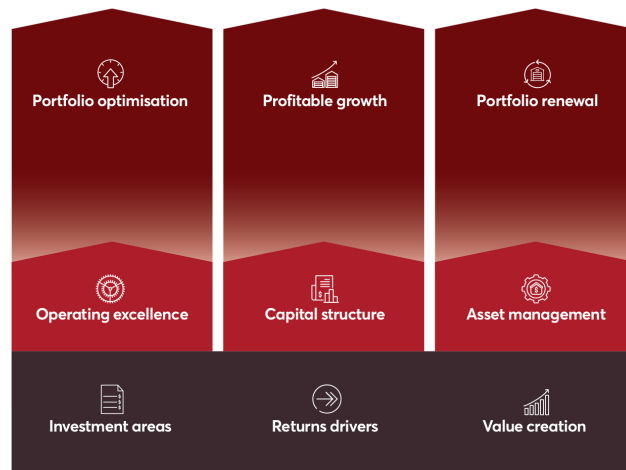 Portfolio optimisation
Profitable growth
Portfolio renewal
Operating excellence
Capital structure
Asset management
Investment areas
Returns drivers
Value creation